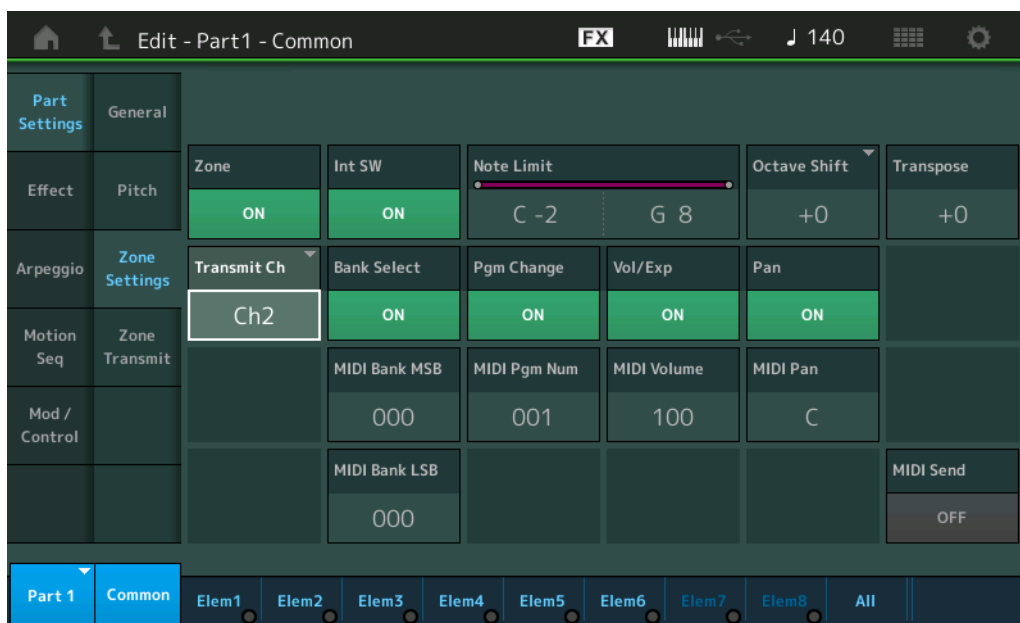 Edit - Part1 - Common FX 140
Part Settings
General
Effect
Pitch
Arpeggio
Zone Settings
Motion Seq
Zone Transmit
Mod / Control
Zone Int SW Note Limit Octave Shift Transpose
ON ON C -2 G 8 +0 +0
Transmit Ch Bank Select Pgm Change Vol/Exp Pan
Ch2 ON ON ON ON
MIDI Bank MSB MIDI Pgm Num MIDI Volume MIDI Pan
000 001 100 C
MIDI Bank LSB MIDI Send
000 OFF
Part 1 Common Elem1 Elem2 Elem3 Elem4 Elem5 Elem6 Elem7 Elem8 All